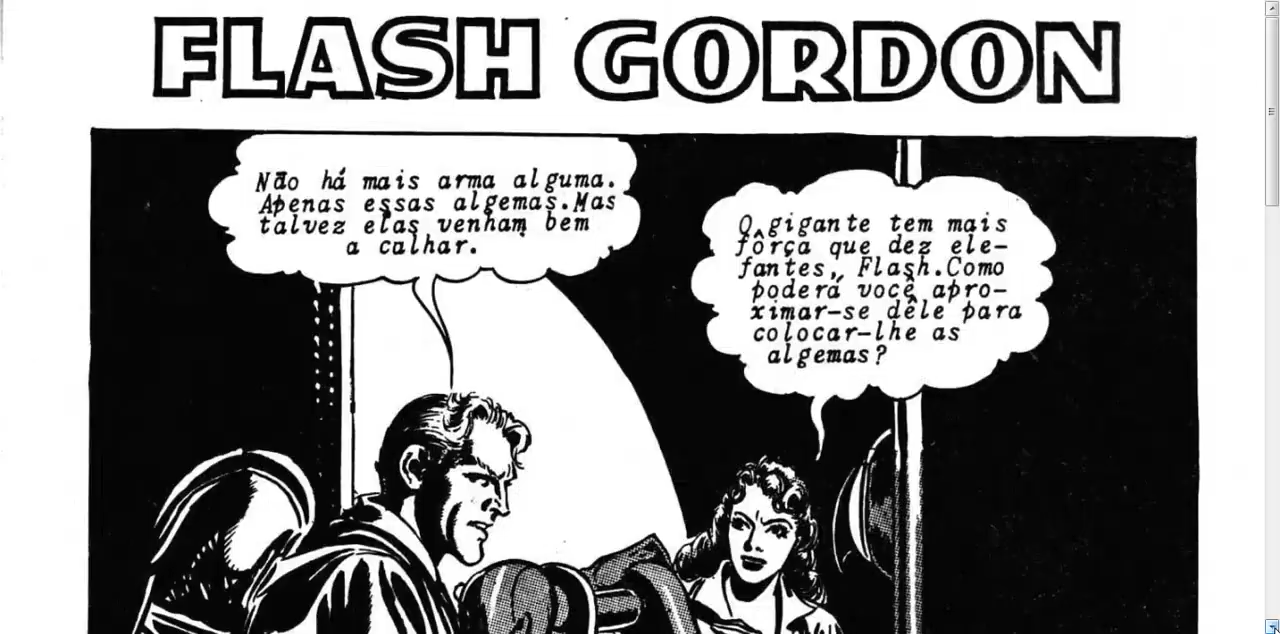 FLASH GORDON
Não há mais arma alguma.
Apenas essas algemas.Mas
talvez elas venham bem
a calhar.
O gigante tem mais
fôrça que dez ele-
fantes, Flash.Como
poderá você apro-
ximar-se dêle para
colocar-lhe as
algemas?